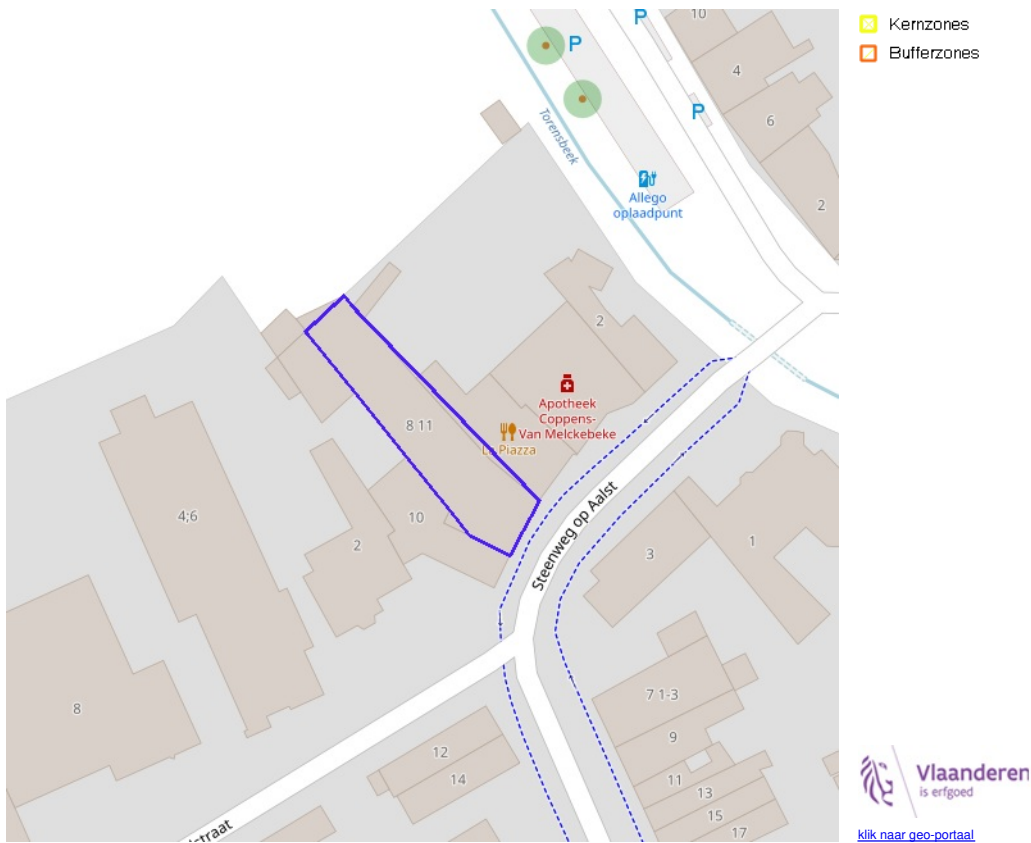 Kernzones
Bufferzones
10
P
P
4
P
6
Torensbeek
Allego
oplaadpunt
2
2
Apotheek
Coppens-
Van Melckebeke
8 11
La Piazza
4;6
10
2
Steenweg op Aalst
3
1
8
7 1-3
9
12
14
11
13
15
17
straat
Vlaanderen
is erfgoed
klik naar geo-portaal